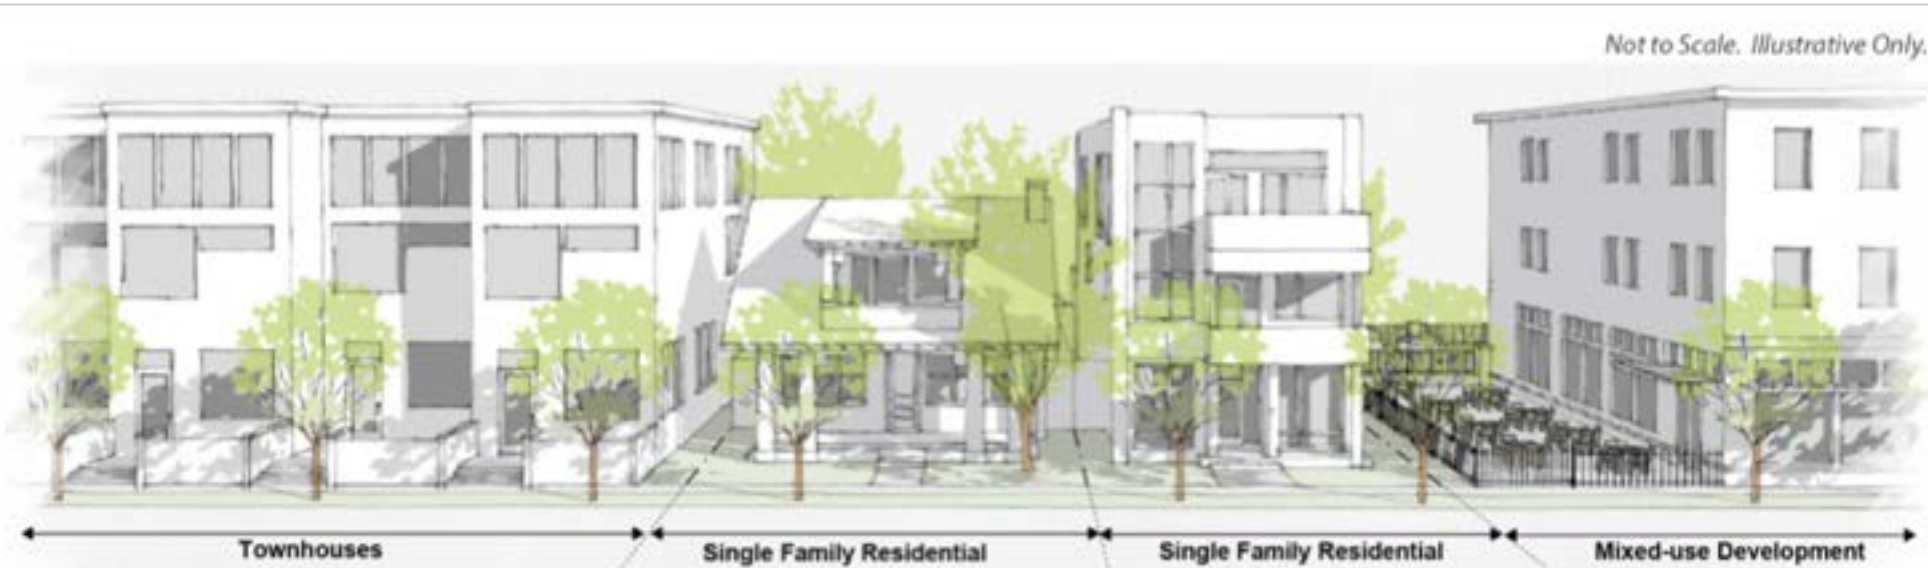 Not to Scale. Illustrative Only.
Townhouses
Single Family Residential
Single Family Residential
Mixed-use Development